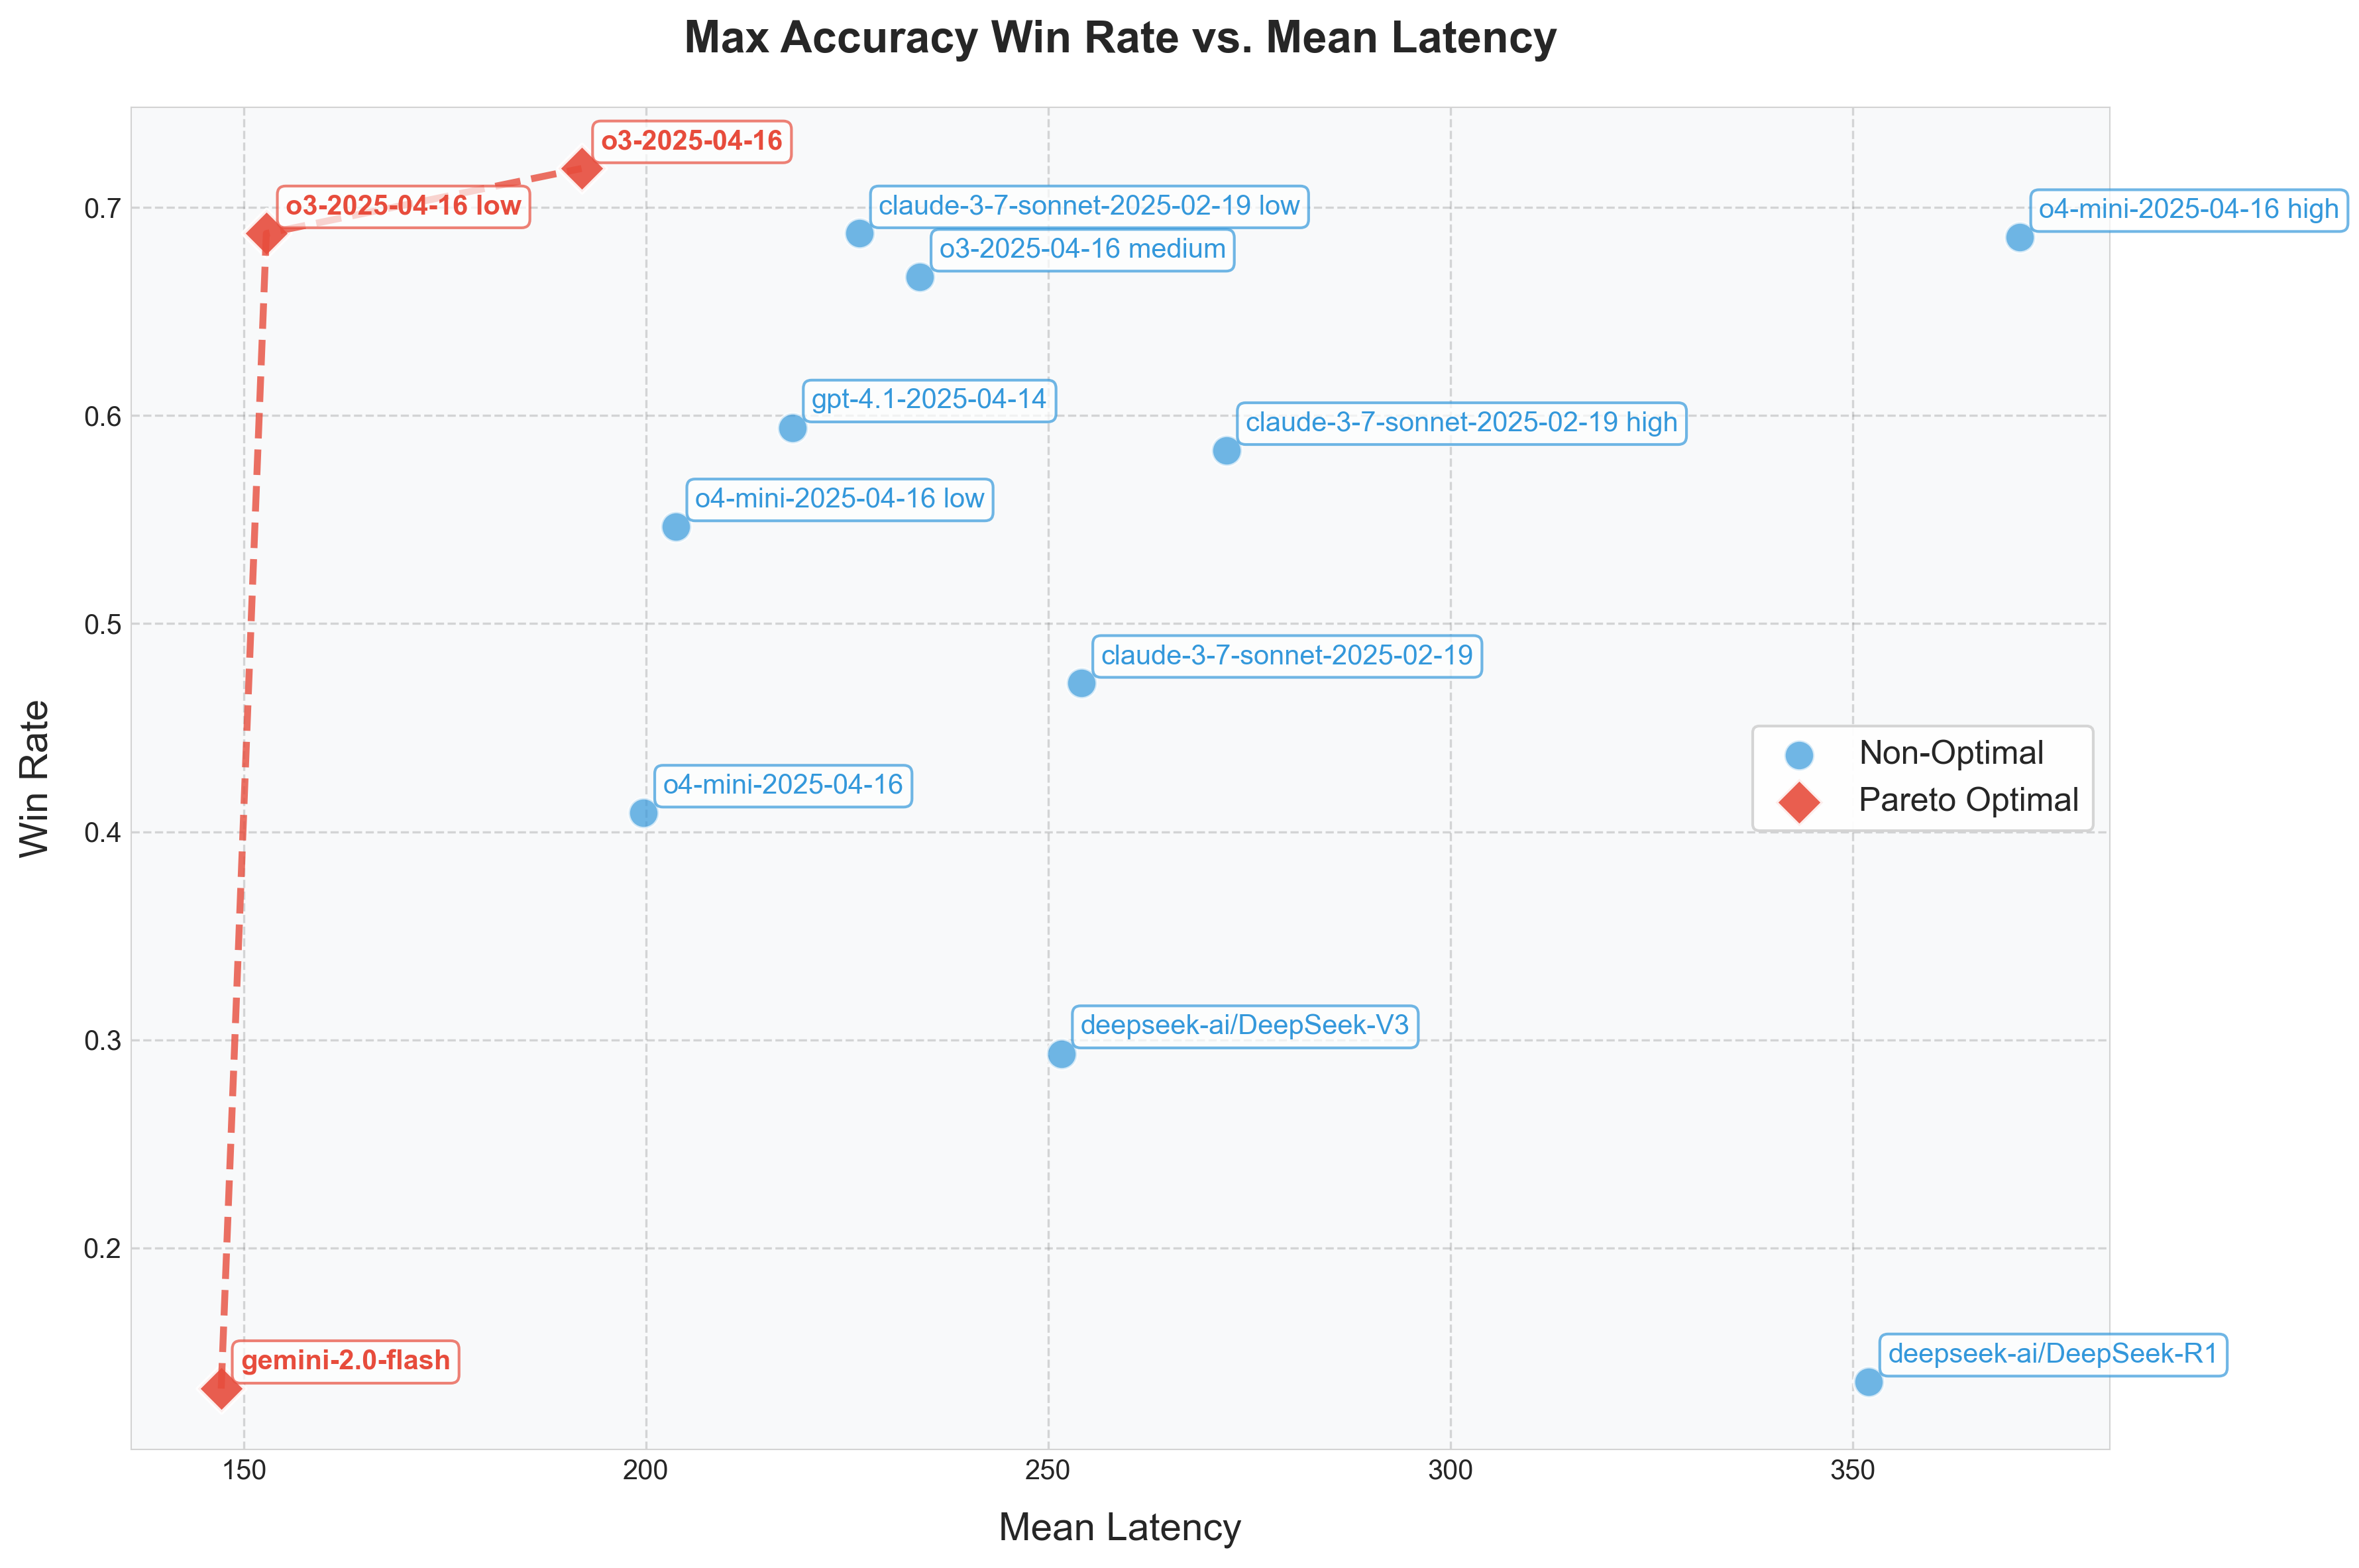 Max Accuracy Win Rate vs. Mean Latency
o3-2025-04-16
o3-2025-04-16 low
claude-3-7-sonnet-2025-02-19 low
o4-mini-2025-04-16 high
o3-2025-04-16 medium
gpt-4.1-2025-04-14
claude-3-7-sonnet-2025-02-19 high
o4-mini-2025-04-16 low
claude-3-7-sonnet-2025-02-19
o4-mini-2025-04-16
Non-Optimal
Pareto Optimal
deepseek-ai/DeepSeek-V3
gemini-2.0-flash
deepseek-ai/DeepSeek-R1
0.7
0.6
0.5
0.4
0.3
0.2
Win Rate
150
200
250
300
350
Mean Latency